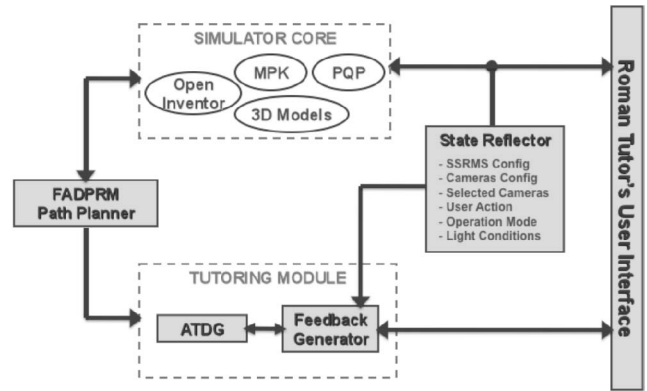 SIMULATOR CORE
MPK
PQP
Open
Inventor
3D Models
State Reflector
- SSRMS Config
- Cameras Config
- Selected Cameras
- User Action
- Operation Mode
- Light Conditions
FADPRM
Path Planner
TUTORING MODULE
ATDG
Feedback
Generator
Roman Tutor's User Interface